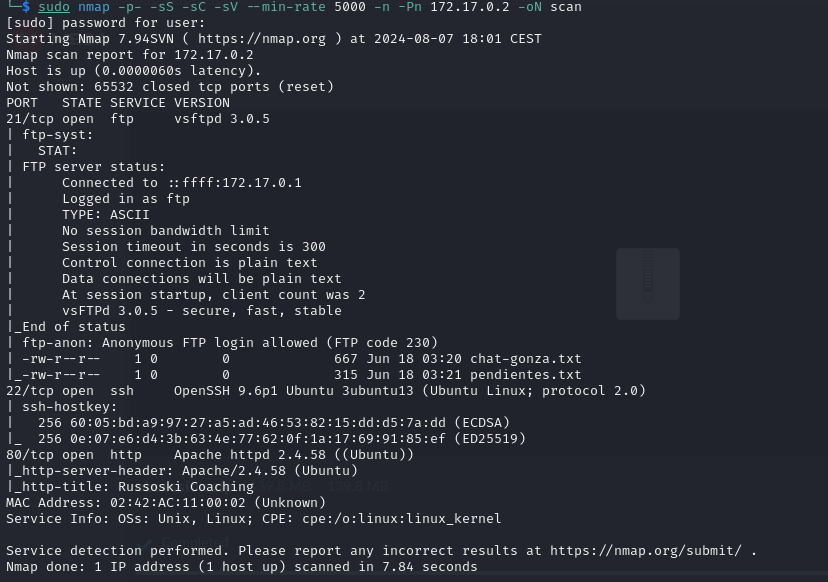 └─$ sudo nmap -p- -sS -sC -sV --min-rate 5000 -n -Pn 172.17.0.2 -oN scan
[sudo] password for user:
Starting Nmap 7.94SVN ( https://nmap.org ) at 2024-08-07 18:01 CEST
Nmap scan report for 172.17.0.2
Host is up (0.0000060s latency).
Not shown: 65532 closed tcp ports (reset)
PORT   STATE SERVICE VERSION
21/tcp open  ftp     vsftpd 3.0.5
| ftp-syst:
|   STAT:
| FTP server status:
|      Connected to ::ffff:172.17.0.1
|      Logged in as ftp
|      TYPE: ASCII
|      No session bandwidth limit
|      Session timeout in seconds is 300
|      Control connection is plain text
|      Data connections will be plain text
|      At session startup, client count was 2
|      vsFTPd 3.0.5 - secure, fast, stable
|_End of status
| ftp-anon: Anonymous FTP login allowed (FTP code 230)
| -rw-r--r--    1 0        0             667 Jun 18 03:20 chat-gonza.txt
|_-rw-r--r--    1 0        0             315 Jun 18 03:21 pendientes.txt
22/tcp open  ssh     OpenSSH 9.6p1 Ubuntu 3ubuntu13 (Ubuntu Linux; protocol 2.0)
| ssh-hostkey:
|   256 60:05:bd:a9:97:27:a5:ad:46:53:82:15:dd:d5:7a:dd (ECDSA)
|_  256 0e:07:e6:d4:3b:63:4e:77:62:0f:1a:17:69:91:85:ef (ED25519)
80/tcp open  http    Apache httpd 2.4.58 ((Ubuntu))
|_http-server-header: Apache/2.4.58 (Ubuntu)
|_http-title: Russoski Coaching
MAC Address: 02:42:AC:11:00:02 (Unknown)
Service Info: OSs: Unix, Linux; CPE: cpe:/o:linux:linux_kernel

Service detection performed. Please report any incorrect results at https://nmap.org/submit/ .
Nmap done: 1 IP address (1 host up) scanned in 7.84 seconds